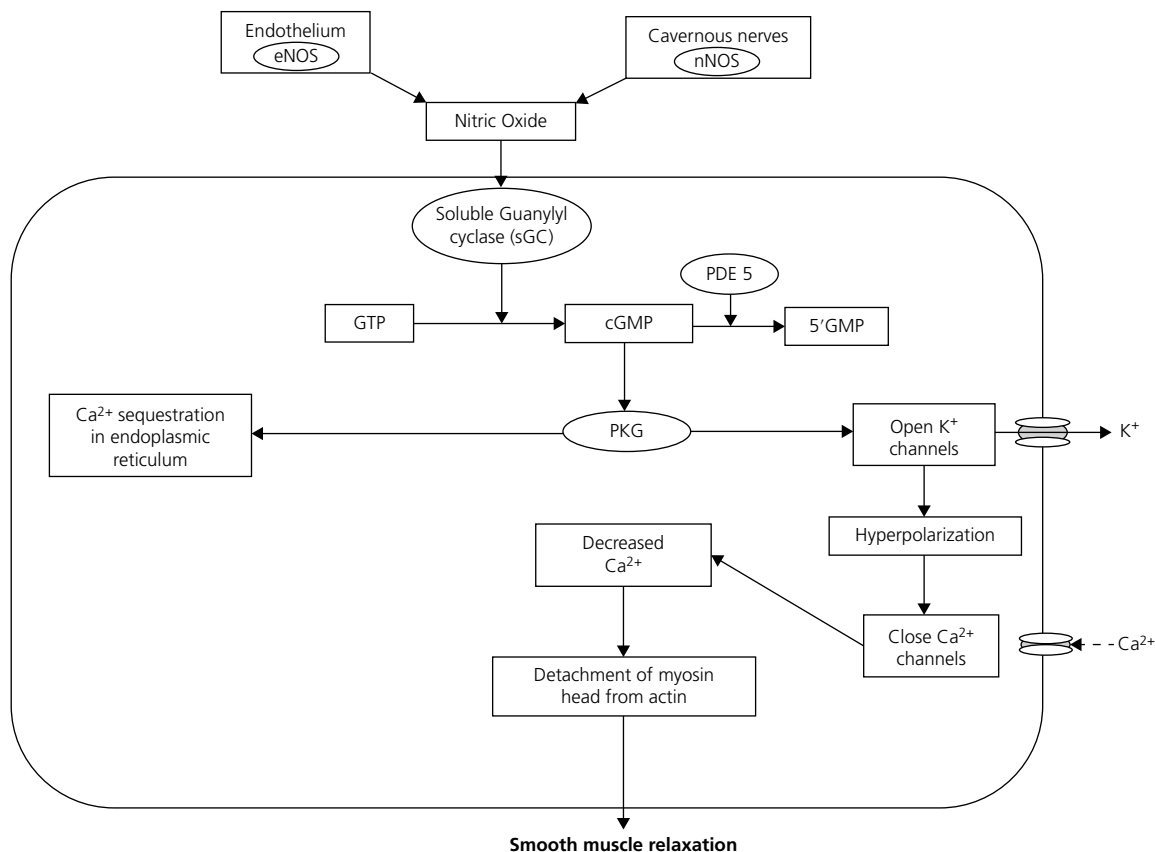 Endothelium
eNOS
Cavernous nerves
nNOS
Nitric Oxide
Soluble Guanylyl
cyclase (sGC)
PDE 5
GTP
cGMP
5′GMP
Ca²⁺ sequestration
in endoplasmic
reticulum
PKG
Open K⁺
channels
K⁺
Hyperpolarization
Decreased
Ca²⁺
Close Ca²⁺
channels
Ca²⁺
Detachment of myosin
head from actin
Smooth muscle relaxation